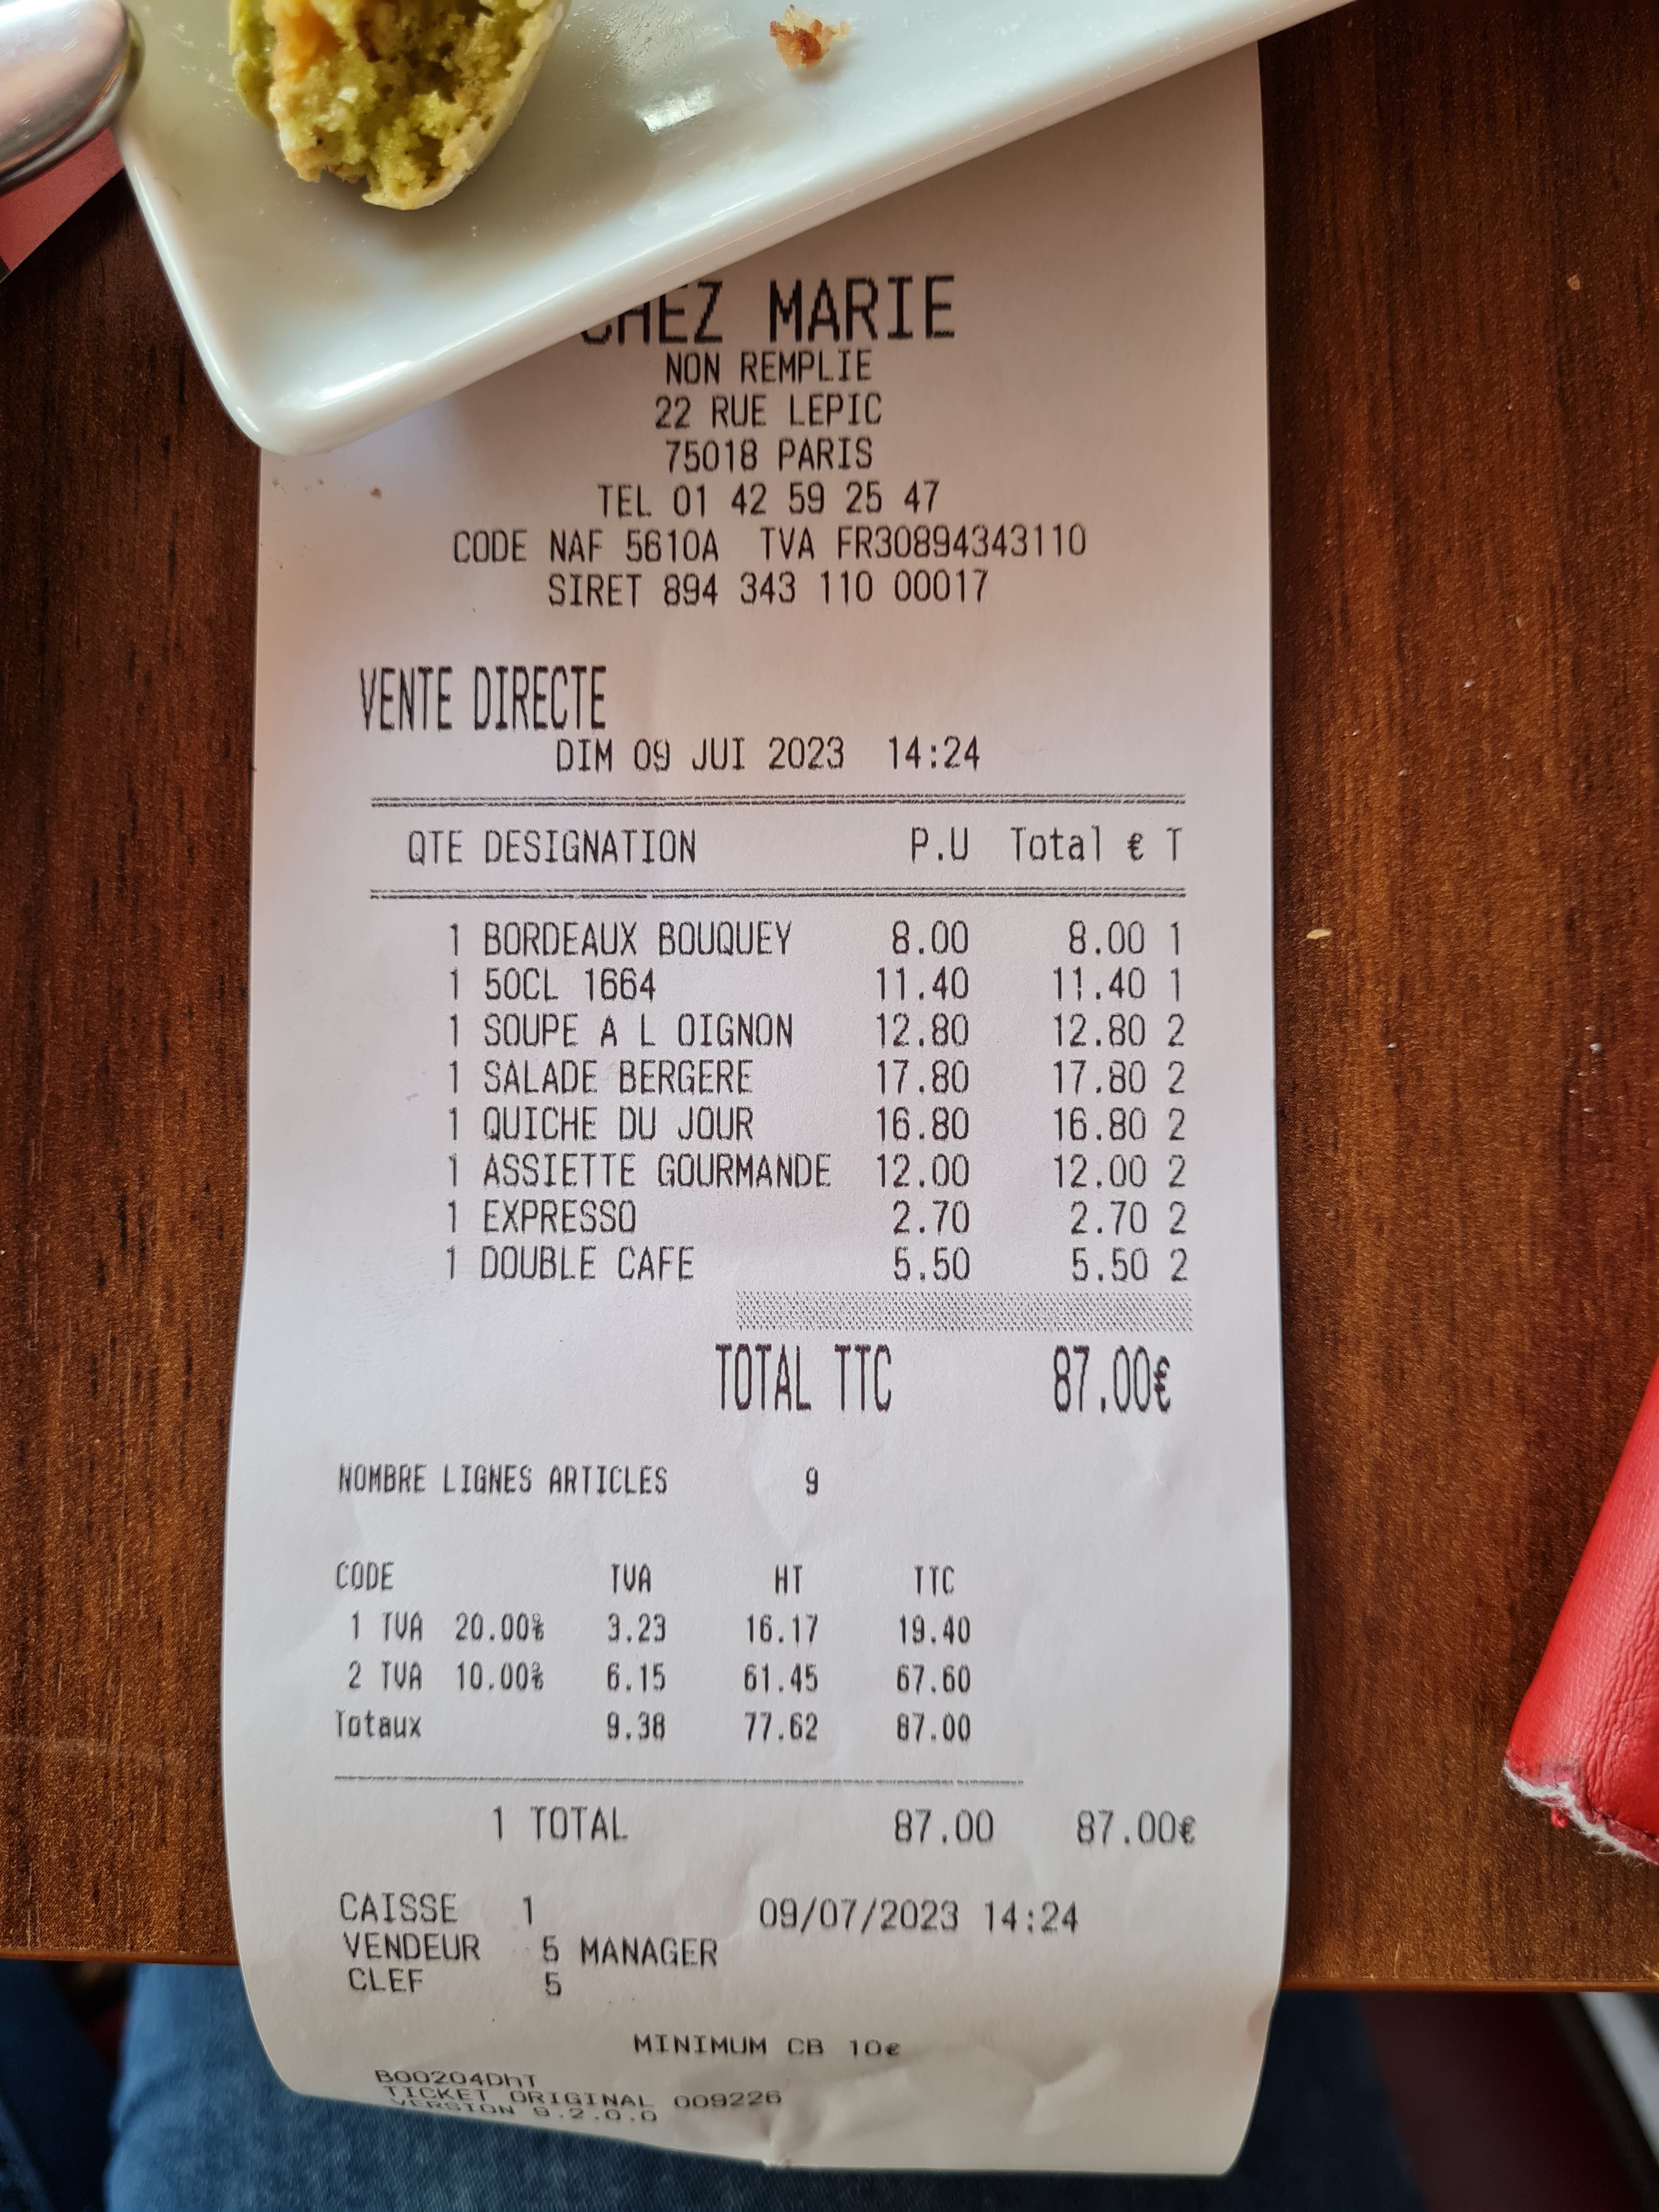 CHEZ MARIE
NON REMPLIE
22 RUE LEPIC
75018 PARIS
TEL 01 42 59 25 47
CODE NAF 5610A TVA FR30894343110
SIRET 894 343 110 00017
VENTE DIRECTE
DIM 09 JUI 2023 14:24
QTE DESIGNATION P.U Total € T
1 BORDEAUX BOUQUEY 8.00 8.00 1
1 50CL 1664 11.40 11.40 1
1 SOUPE A L OIGNON 12.80 12.80 2
1 SALADE BERGERE 17.80 17.80 2
1 QUICHE DU JOUR 16.80 16.80 2
1 ASSIETTE GOURMANDE 12.00 12.00 2
1 EXPRESSO 2.70 2.70 2
1 DOUBLE CAFE 5.50 5.50 2
TOTAL TTC 87.00€
NOMBRE LIGNES ARTICLES 9
CODE TVA HT TTC
1 TVA 20.00% 3.23 16.17 19.40
2 TVA 10.00% 6.15 61.45 67.60
Totaux 9.38 77.62 87.00
1 TOTAL 87.00 87.00€
CAISSE 1 09/07/2023 14:24
VENDEUR 5 MANAGER
CLEF 5
MINIMUM CB 10€
B00204DhT
TICKET ORIGINAL 009226
VERSION 9.2.0.0